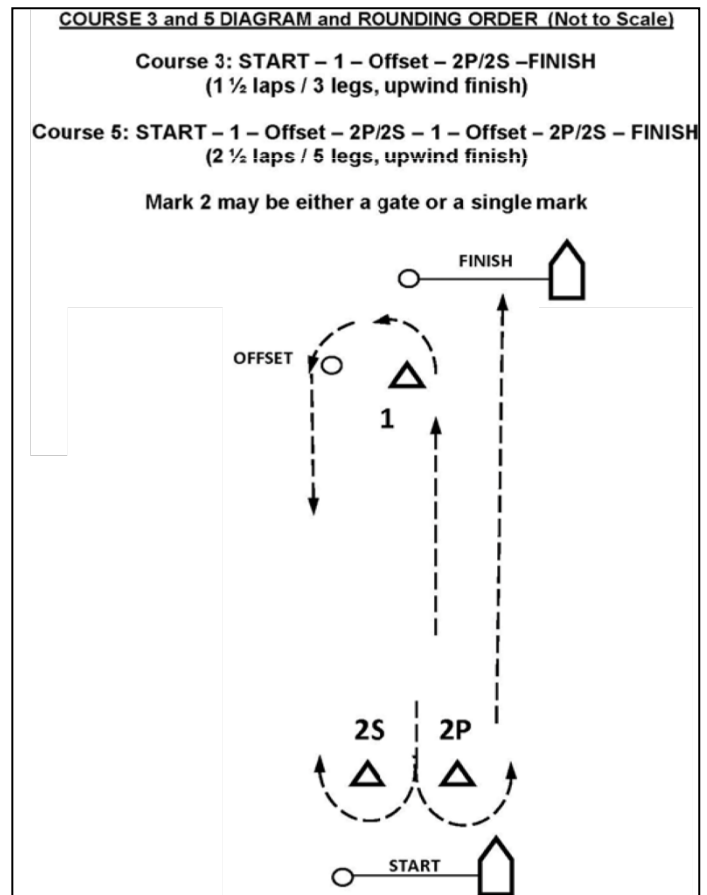 COURSE 3 and 5 DIAGRAM and ROUNDING ORDER (Not to Scale)
Course 3: START – 1 – Offset – 2P/2S –FINISH
(1 ½ laps / 3 legs, upwind finish)
Course 5: START – 1 – Offset – 2P/2S – 1 – Offset – 2P/2S – FINISH
(2 ½ laps / 5 legs, upwind finish)
Mark 2 may be either a gate or a single mark
FINISH
OFFSET
1
2S 2P
START